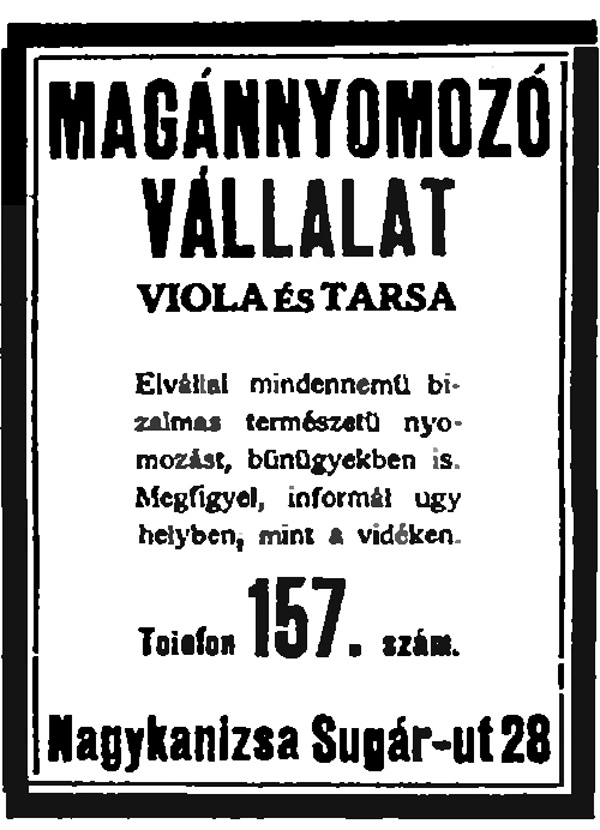 MAGÁNNYOMOZÓ
VÁLLALAT
VIOLA És TARSA
Elvállal mindennemü bi-
zalmas természetü nyo-
mozást, bünügyekben is.
Megfigyel, informál ugy
helyben, mint a vidéken.
Telefon 157. szám.
Nagykanizsa Sugár-ut 28